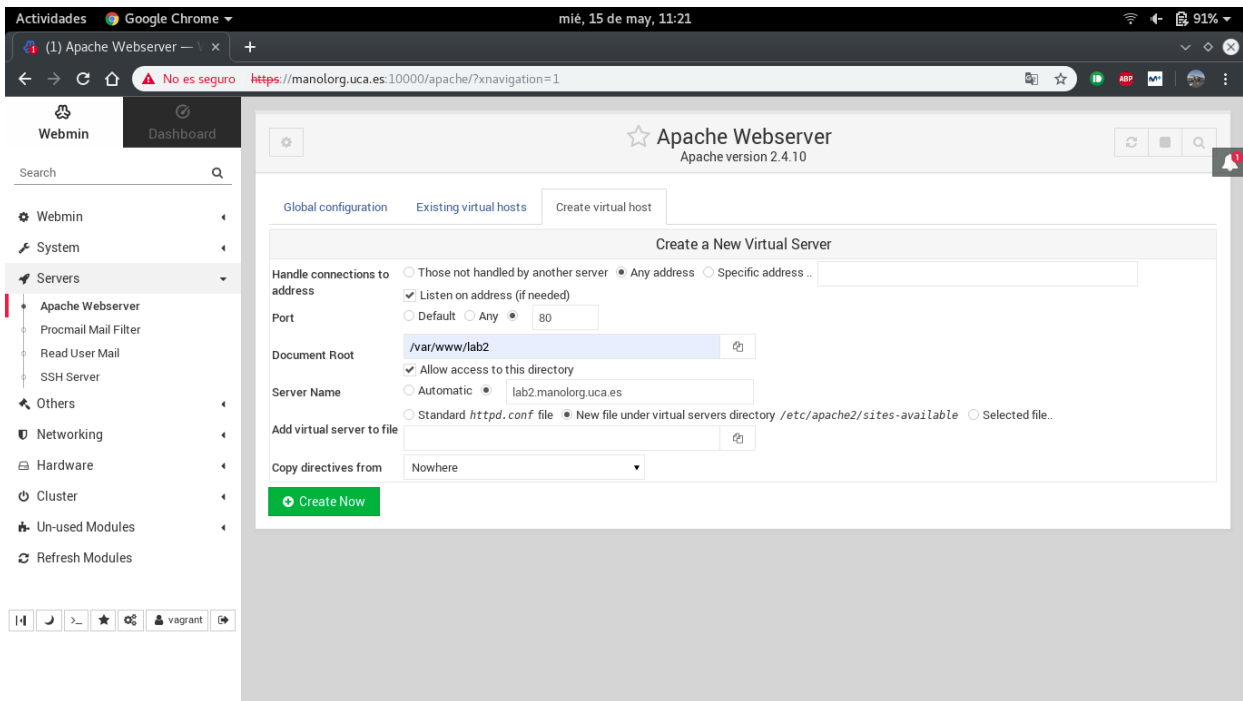 Actividades Google Chrome mié, 15 de may, 11:21 91%
(1) Apache Webserver —
No es seguro https://manolorg.uca.es:10000/apache/?xnavigation=1 ABP
Webmin Dashboard
Apache Webserver
Apache version 2.4.10
1
Search
Global configuration Existing virtual hosts Create virtual host
Webmin
Create a New Virtual Server
System
Servers
Handle connections to address Those not handled by another server Any address Specific address ..
Listen on address (if needed)
Apache Webserver
Port Default Any 80
Procmail Mail Filter
Read User Mail
Document Root /var/www/lab2
Allow access to this directory
SSH Server
Server Name Automatic lab2.manolorg.uca.es
Others
Add virtual server to file Standard httpd.conf file New file under virtual servers directory /etc/apache2/sites-available Selected file..
Networking
Hardware
Copy directives from Nowhere
Cluster
Create Now
Un-used Modules
Refresh Modules
vagrant